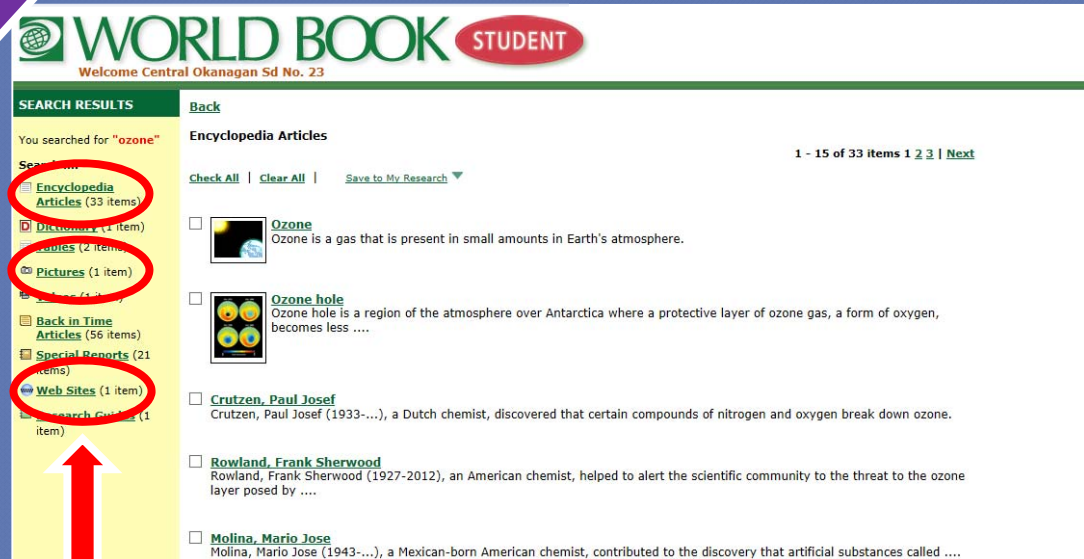 WORLD BOOK STUDENT
Welcome Central Okanagan Sd No. 23
SEARCH RESULTS
You searched for "ozone"
Encyclopedia
Articles (33 items)
Dictionary (1 item)
Tables (2 items)
Pictures (1 item)
(1 item)
Back in Time
Articles (56 items)
Special Reports (21
items)
Web Sites (1 item)
Research Guides (1
item)
Back
Encyclopedia Articles
1 - 15 of 33 items 1 2 3 | Next
Check All | Clear All | Save to My Research
Ozone
Ozone is a gas that is present in small amounts in Earth's atmosphere.
Ozone hole
Ozone hole is a region of the atmosphere over Antarctica where a protective layer of ozone gas, a form of oxygen,
becomes less ....
Crutzen, Paul Josef
Crutzen, Paul Josef (1933-...), a Dutch chemist, discovered that certain compounds of nitrogen and oxygen break down ozone.
Rowland, Frank Sherwood
Rowland, Frank Sherwood (1927-2012), an American chemist, helped to alert the scientific community to the threat to the ozone
layer posed by ....
Molina, Mario Jose
Molina, Mario Jose (1943-...), a Mexican-born American chemist, contributed to the discovery that artificial substances called ....